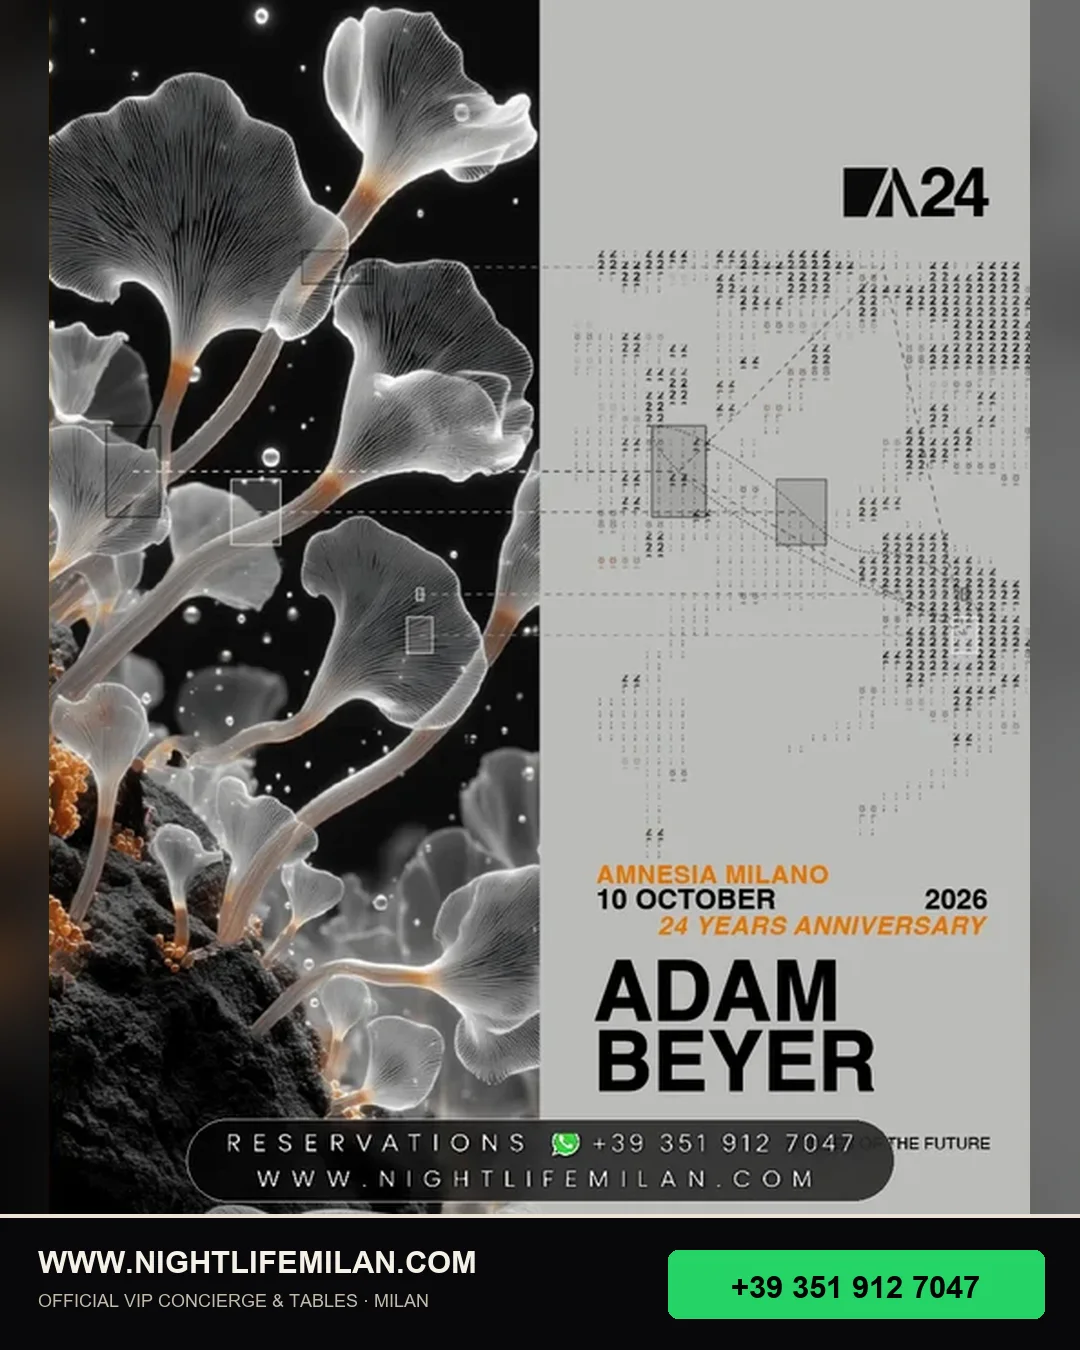 24
AMNESIA MILANO
10 OCTOBER 2026
24 YEARS ANNIVERSARY
ADAM
BEYER
THE FUTURE
RESERVATIONS +39 351 912 7047
WWW.NIGHTLIFEMILAN.COM
WWW.NIGHTLIFEMILAN.COM
OFFICIAL VIP CONCIERGE & TABLES · MILAN
+39 351 912 7047